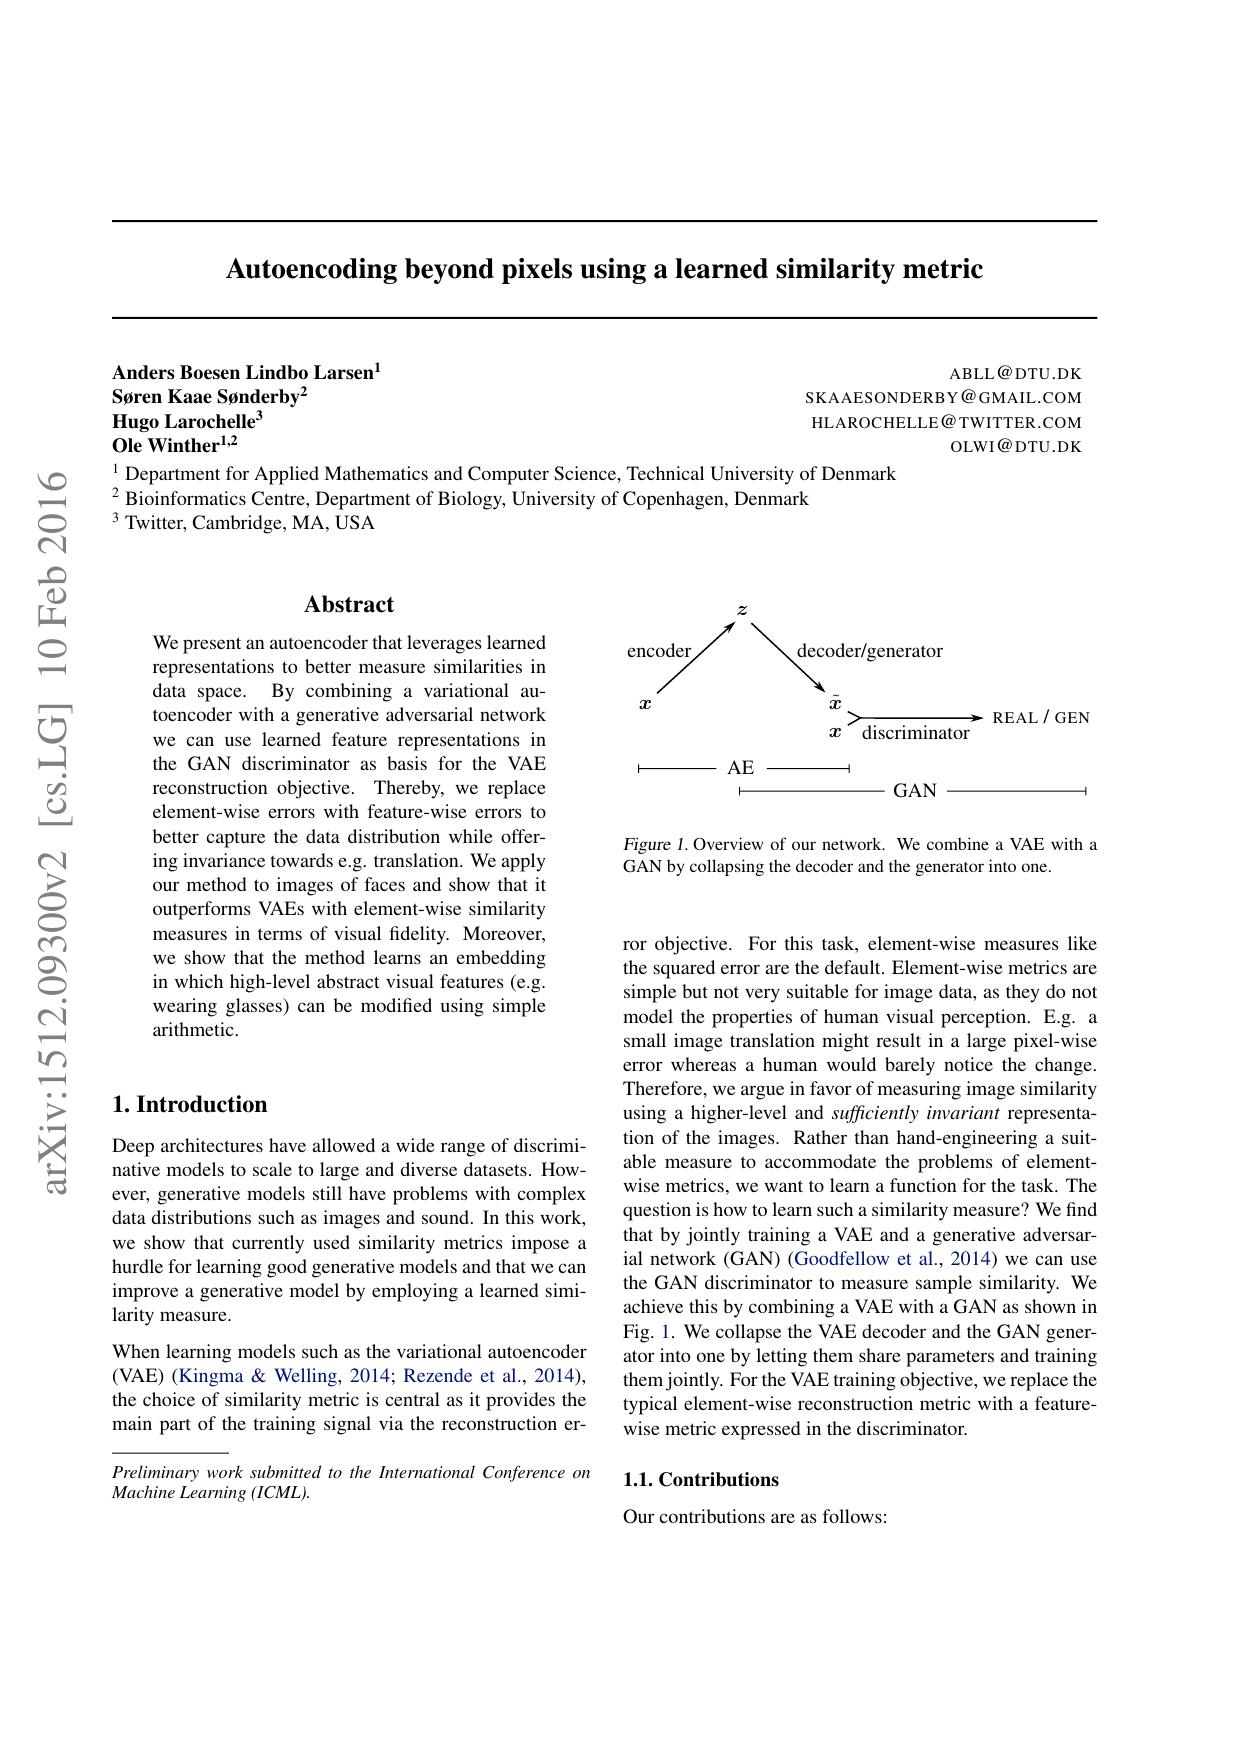 arXiv:1512.09300v2 [cs.LG] 10 Feb 2016
Autoencoding beyond pixels using a learned similarity metric
Anders Boesen Lindbo Larsen1 ABLL@DTU.DK
Søren Kaae Sønderby2 SKAAESONDERBY@GMAIL.COM
Hugo Larochelle3 HLAROCHELLE@TWITTER.COM
Ole Winther1,2 OLWI@DTU.DK
1 Department for Applied Mathematics and Computer Science, Technical University of Denmark
2 Bioinformatics Centre, Department of Biology, University of Copenhagen, Denmark
3 Twitter, Cambridge, MA, USA
Abstract
We present an autoencoder that leverages learned
representations to better measure similarities in
data space. By combining a variational au-
toencoder with a generative adversarial network
we can use learned feature representations in
the GAN discriminator as basis for the VAE
reconstruction objective. Thereby, we replace
element-wise errors with feature-wise errors to
better capture the data distribution while offer-
ing invariance towards e.g. translation. We apply
our method to images of faces and show that it
outperforms VAEs with element-wise similarity
measures in terms of visual fidelity. Moreover,
we show that the method learns an embedding
in which high-level abstract visual features (e.g.
wearing glasses) can be modified using simple
arithmetic.
1. Introduction
Deep architectures have allowed a wide range of discrimi-
native models to scale to large and diverse datasets. How-
ever, generative models still have problems with complex
data distributions such as images and sound. In this work,
we show that currently used similarity metrics impose a
hurdle for learning good generative models and that we can
improve a generative model by employing a learned simi-
larity measure.
When learning models such as the variational autoencoder
(VAE) (Kingma & Welling, 2014; Rezende et al., 2014),
the choice of similarity metric is central as it provides the
main part of the training signal via the reconstruction er-
Preliminary work submitted to the International Conference on
Machine Learning (ICML).
z
encoder decoder/generator
x x̃
x discriminator REAL / GEN
AE
GAN
Figure 1. Overview of our network. We combine a VAE with a
GAN by collapsing the decoder and the generator into one.
ror objective. For this task, element-wise measures like
the squared error are the default. Element-wise metrics are
simple but not very suitable for image data, as they do not
model the properties of human visual perception. E.g. a
small image translation might result in a large pixel-wise
error whereas a human would barely notice the change.
Therefore, we argue in favor of measuring image similarity
using a higher-level and sufficiently invariant representa-
tion of the images. Rather than hand-engineering a suit-
able measure to accommodate the problems of element-
wise metrics, we want to learn a function for the task. The
question is how to learn such a similarity measure? We find
that by jointly training a VAE and a generative adversar-
ial network (GAN) (Goodfellow et al., 2014) we can use
the GAN discriminator to measure sample similarity. We
achieve this by combining a VAE with a GAN as shown in
Fig. 1. We collapse the VAE decoder and the GAN gener-
ator into one by letting them share parameters and training
them jointly. For the VAE training objective, we replace the
typical element-wise reconstruction metric with a feature-
wise metric expressed in the discriminator.
1.1. Contributions
Our contributions are as follows: